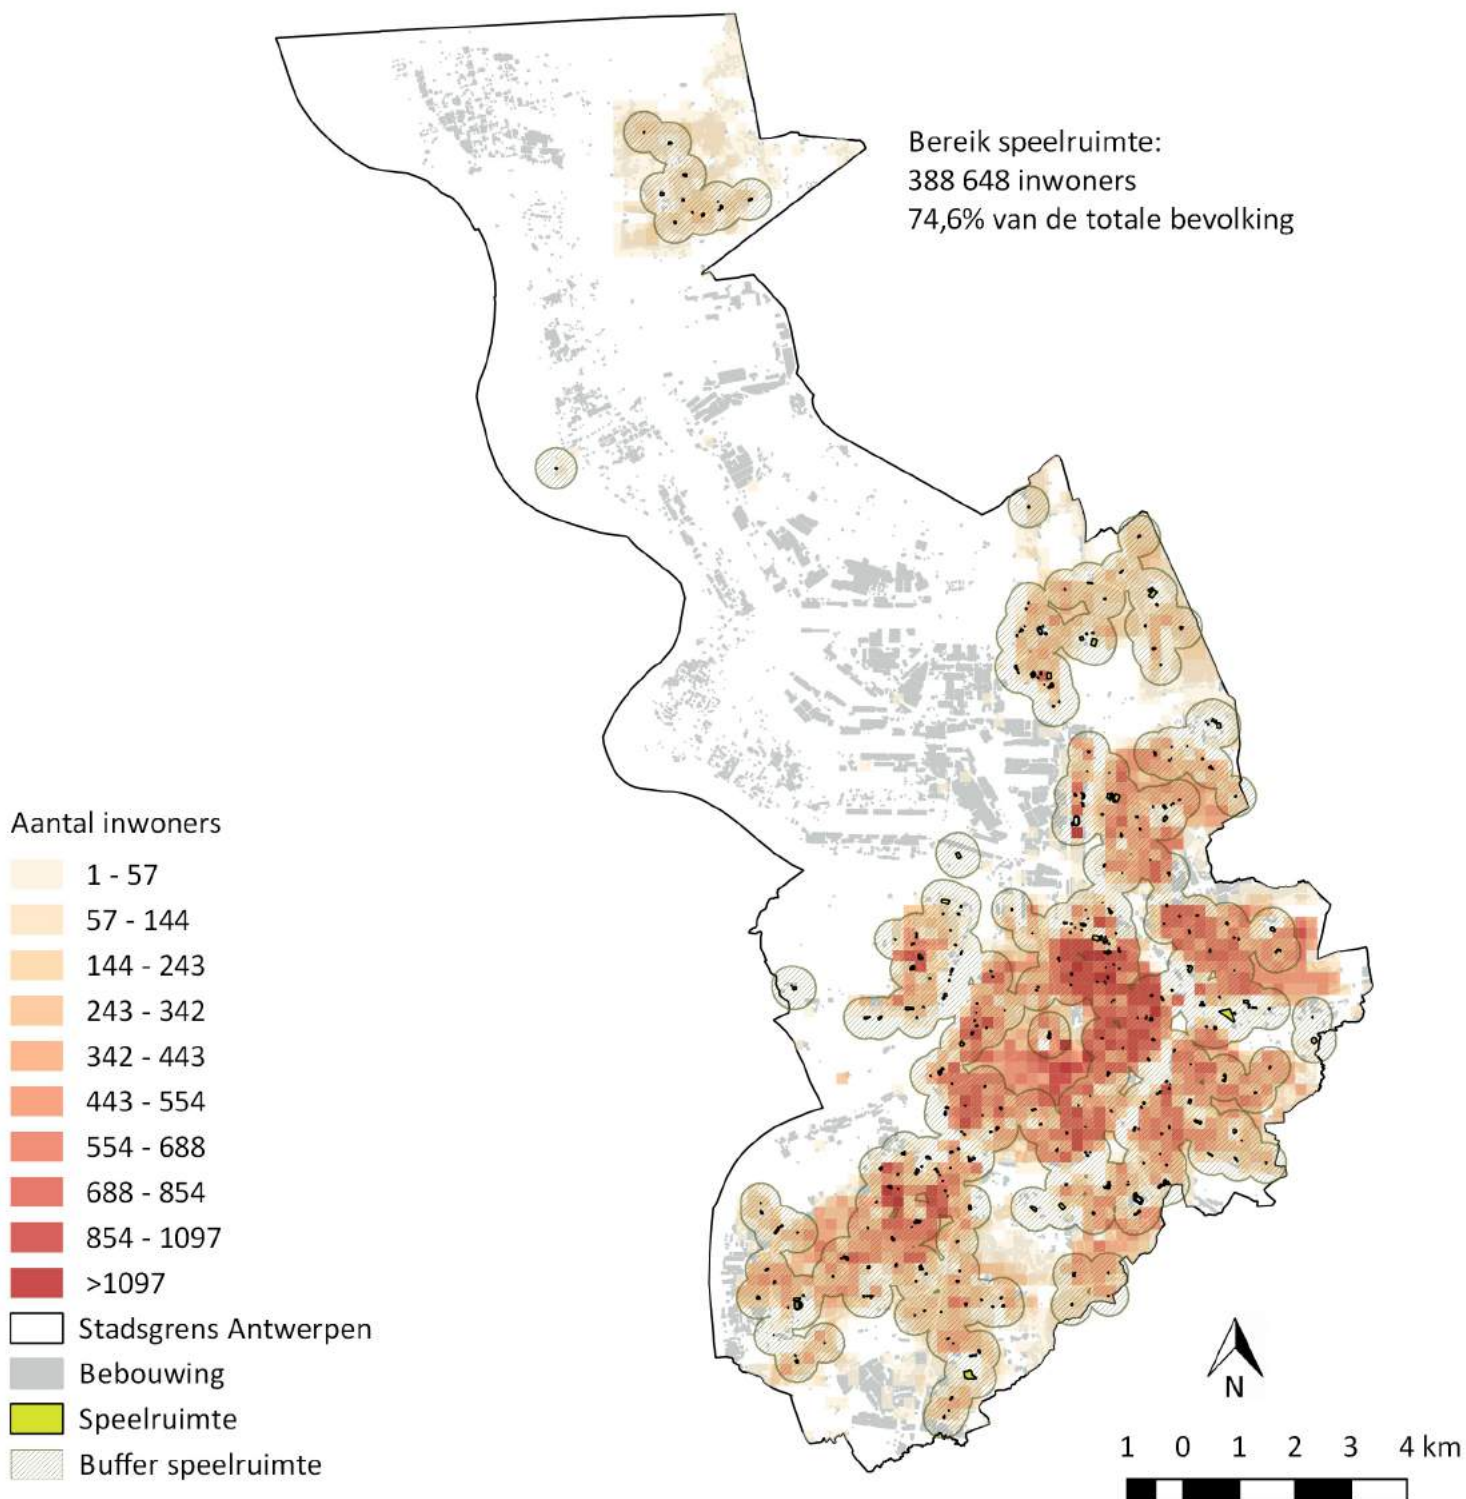 Bereik speelruimte:
388 648 inwoners
74,6% van de totale bevolking
Aantal inwoners
1 - 57
57 - 144
144 - 243
243 - 342
342 - 443
443 - 554
554 - 688
688 - 854
854 - 1097
>1097
Stadsgrens Antwerpen
Bebouwing
Speelruimte
Buffer speelruimte
N
1 0 1 2 3 4 km